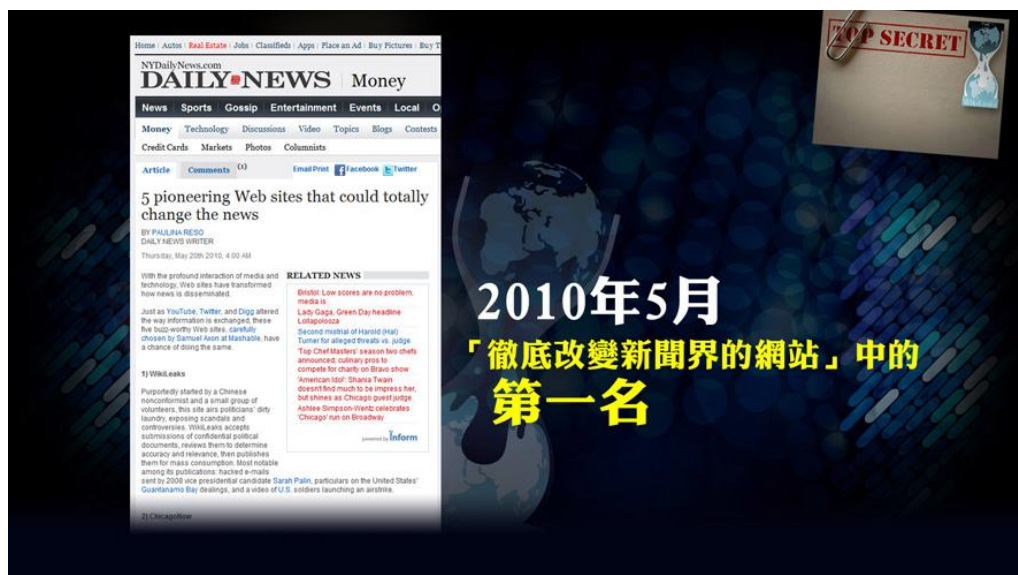 Home Autos Real Estate Jobs Classifieds Apps Place an Ad Buy Pictures Buy T
NYDailyNews.com
DAILY NEWS Money
News Sports Gossip Entertainment Events Local O
Money Technology Discussions Video Topics Blogs Contests
Credit Cards Markets Photos Columnists
Article Comments (1) Email Print Facebook Twitter
5 pioneering Web sites that could totally
change the news
BY PAULINA RESO
DAILY NEWS WRITER
Thursday, May 20th 2010, 4:00 AM
With the profound interaction of media and
technology, Web sites have transformed
how news is disseminated.
Just as YouTube, Twitter, and Digg altered
the way information is exchanged, these
five buzz-worthy Web sites, carefully
chosen by Samuel Axon at Mashable, have
a chance of doing the same.
1) WikiLeaks
Purportedly started by a Chinese
nonconformist and a small group of
volunteers, this site airs politicians' dirty
laundry, exposing scandals and
controversies. WikiLeaks accepts
submissions of confidential political
documents, reviews them to determine
accuracy and relevance, then publishes
them for mass consumption. Most notable
among its publications: hacked e-mails
sent by 2008 vice presidential candidate Sarah Palin, particulars on the United States'
Guantanamo Bay dealings, and a video of U.S. soldiers launching an airstrike.
2) ChicagoNow
RELATED NEWS
Bristol: Low scores are no problem,
media is
Lady Gaga, Green Day headline
Lollapolooza
Second mistrial of Harold (Hal)
Turner for alleged threats vs. judge
'Top Chef Masters' season two chefs
announced; culinary pros to
compete for charity on Bravo show
'American Idol': Shania Twain
doesn't find much to be impress her,
but shines as Chicago guest judge
Ashlee Simpson-Wentz celebrates
'Chicago' run on Broadway
powered by Inform
TOP SECRET
2010年5月
「徹底改變新聞界的網站」中的
第一名